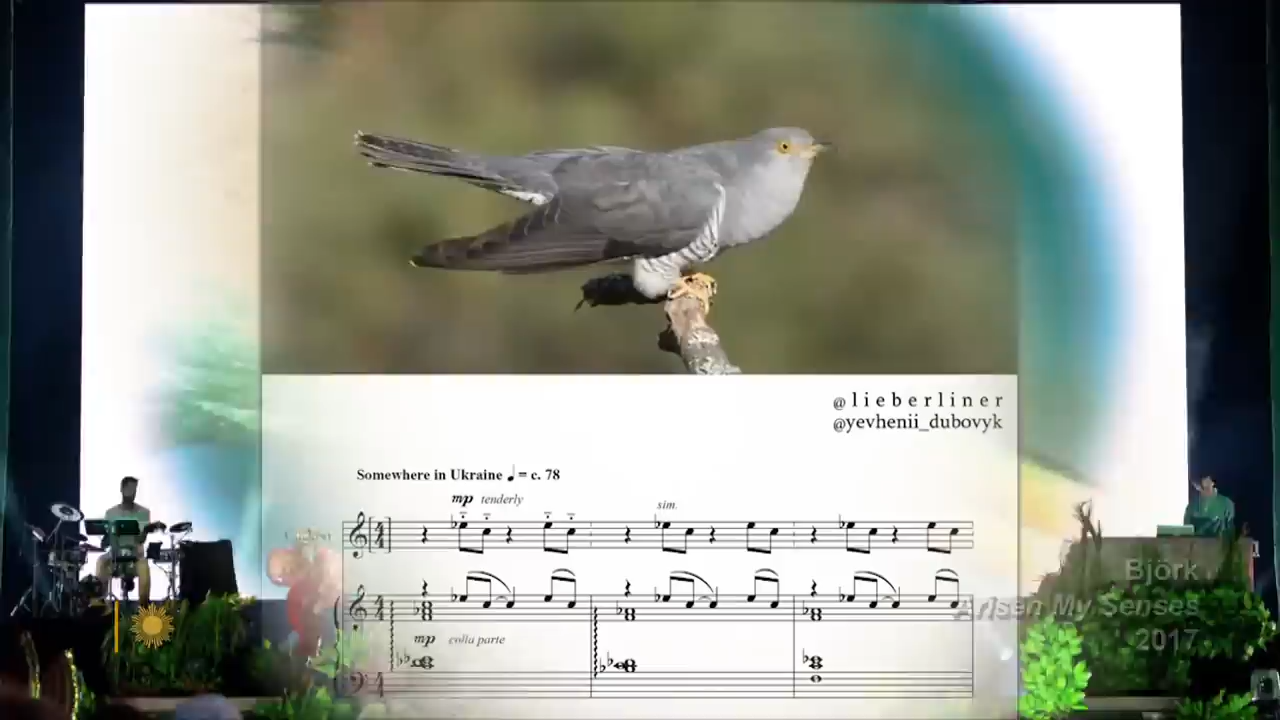 @lieberliner
@yevhenii_dubovyk
Somewhere in Ukraine ♩ = c. 78
mp tenderly
sim.
mp colla parte
Björk
Arisen My Senses
2017